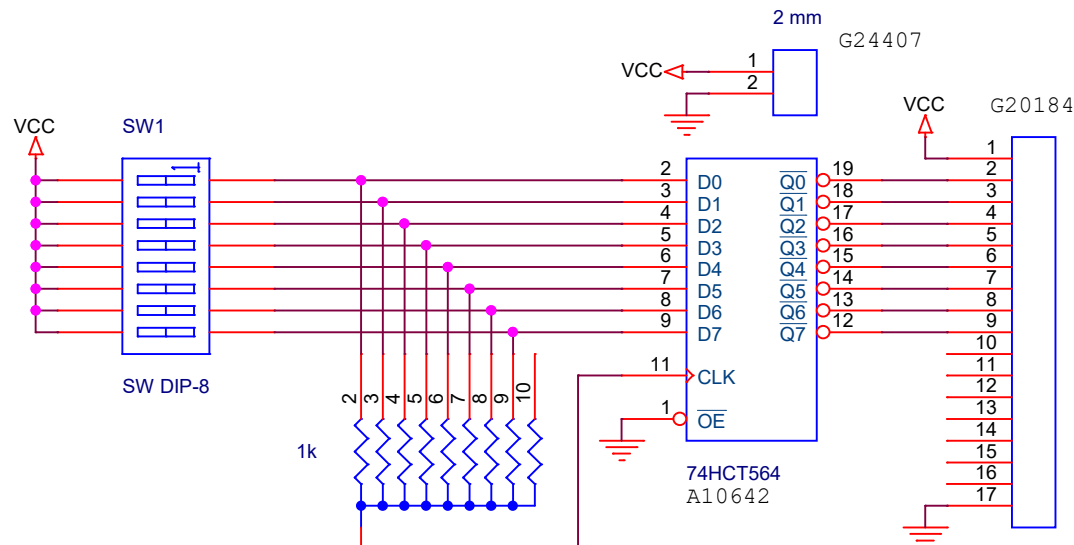 2 mm
G24407
VCC
1
2
VCC
SW1
VCC
G20184
1
2 D0 Q0 19 2
3 D1 Q1 18 3
4 D2 Q2 17 4
5 D3 Q3 16 5
6 D4 Q4 15 6
7 D5 Q5 14 7
8 D6 Q6 13 8
9 D7 Q7 12 9
10
11 CLK 11
12
1 OE 13
14
15
16
17
1
SW DIP-8
2 3 4 5 6 7 8 9 10
1k
74HCT564
A10642